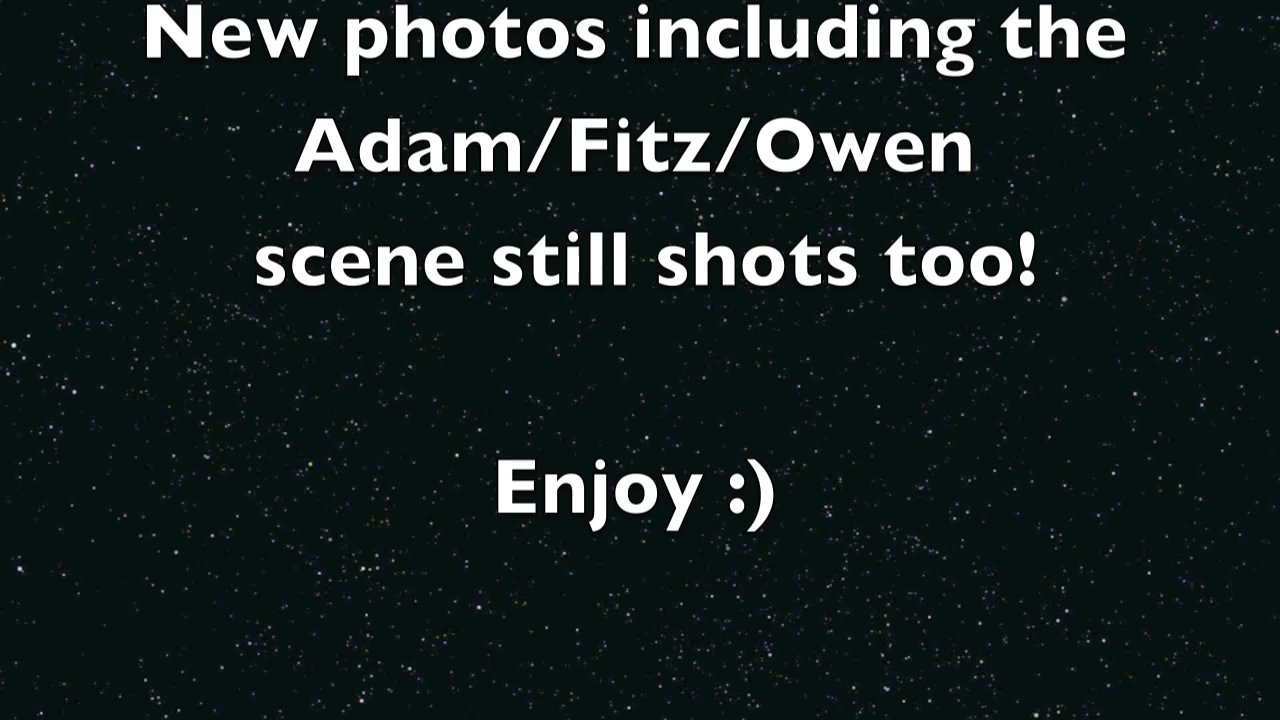 New photos including the
Adam/Fitz/Owen
scene still shots too!
Enjoy :)